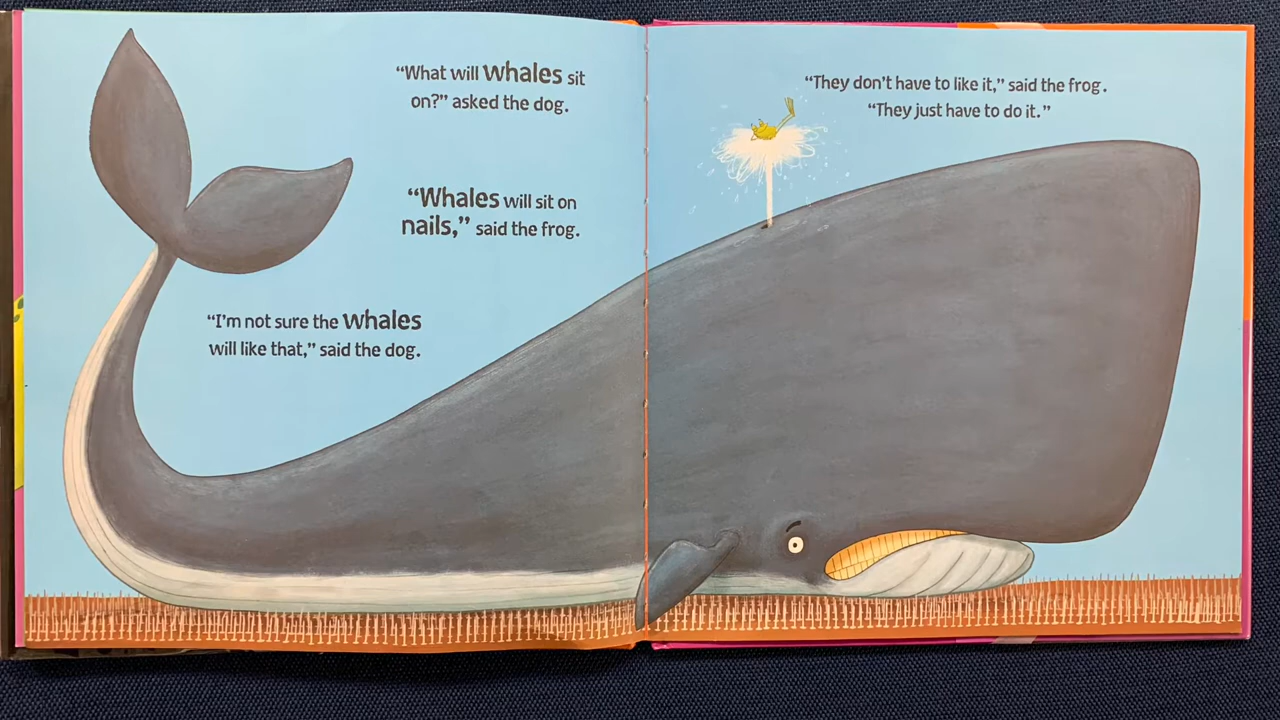 “What will whales sit
on?” asked the dog.
“Whales will sit on
nails,” said the frog.
“I’m not sure the whales
will like that,” said the dog.
“They don’t have to like it,” said the frog.
“They just have to do it.”